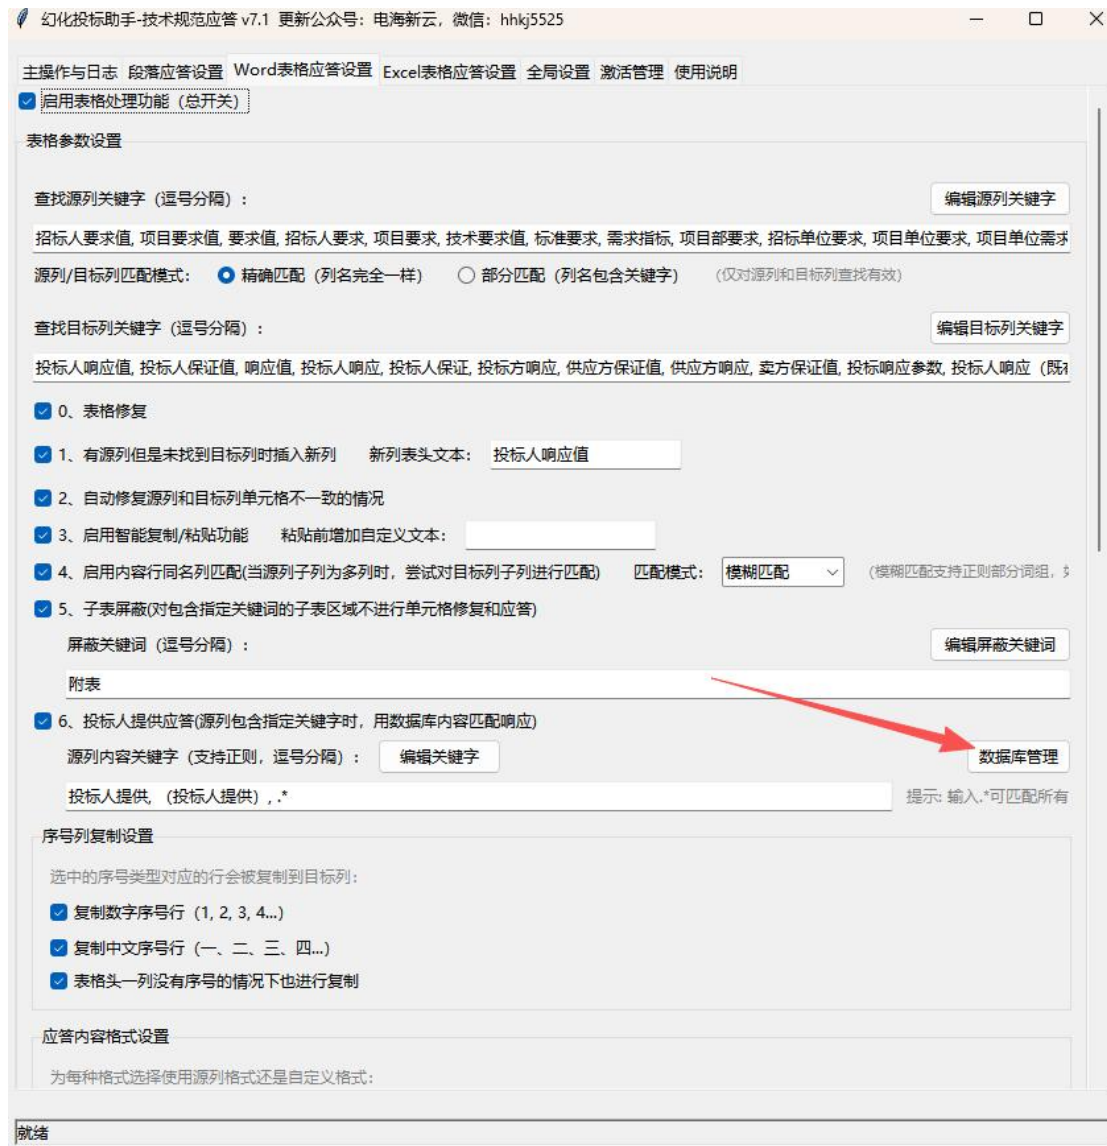 幻化投标助手-技术规范应答 v7.1 更新公众号：电海新云，微信：hhkj5525
主操作与日志 段落应答设置 Word表格应答设置 Excel表格应答设置 全局设置 激活管理 使用说明
启用表格处理功能（总开关）
表格参数设置
查找源列关键字（逗号分隔）： 编辑源列关键字
招标人要求值, 项目要求值, 要求值, 招标人要求, 项目要求, 技术要求值, 标准要求, 需求指标, 项目部要求, 招标单位要求, 项目单位要求, 项目单位需求
源列/目标列匹配模式： 精确匹配（列名完全一样） 部分匹配（列名包含关键字） （仅对源列和目标列查找有效）
查找目标列关键字（逗号分隔）： 编辑目标列关键字
投标人响应值, 投标人保证值, 响应值, 投标人响应, 投标人保证, 投标方响应, 供应方保证值, 供应方响应, 卖方保证值, 投标响应参数, 投标人响应（既
0、表格修复
1、有源列但是未找到目标列时插入新列 新列表头文本： 投标人响应值
2、自动修复源列和目标列单元格不一致的情况
3、启用智能复制/粘贴功能 粘贴前增加自定义文本：
4、启用内容行同名列匹配(当源列子列为多列时，尝试对目标列子列进行匹配) 匹配模式： 模糊匹配 (模糊匹配支持正则部分词组，
5、子表屏蔽(对包含指定关键词的子表区域不进行单元格修复和应答)
屏蔽关键词（逗号分隔）： 编辑屏蔽关键词
附表
6、投标人提供应答(源列包含指定关键字时，用数据库内容匹配响应)
源列内容关键字（支持正则，逗号分隔）： 编辑关键字 数据库管理
投标人提供, （投标人提供）, .* 提示: 输入.*可匹配所有
序号列复制设置
选中的序号类型对应的行会被复制到目标列：
复制数字序号行（1, 2, 3, 4...）
复制中文序号行（一、二、三、四...）
表格头一列没有序号的情况下也进行复制
应答内容格式设置
为每种格式选择使用源列格式还是自定义格式：
就绪